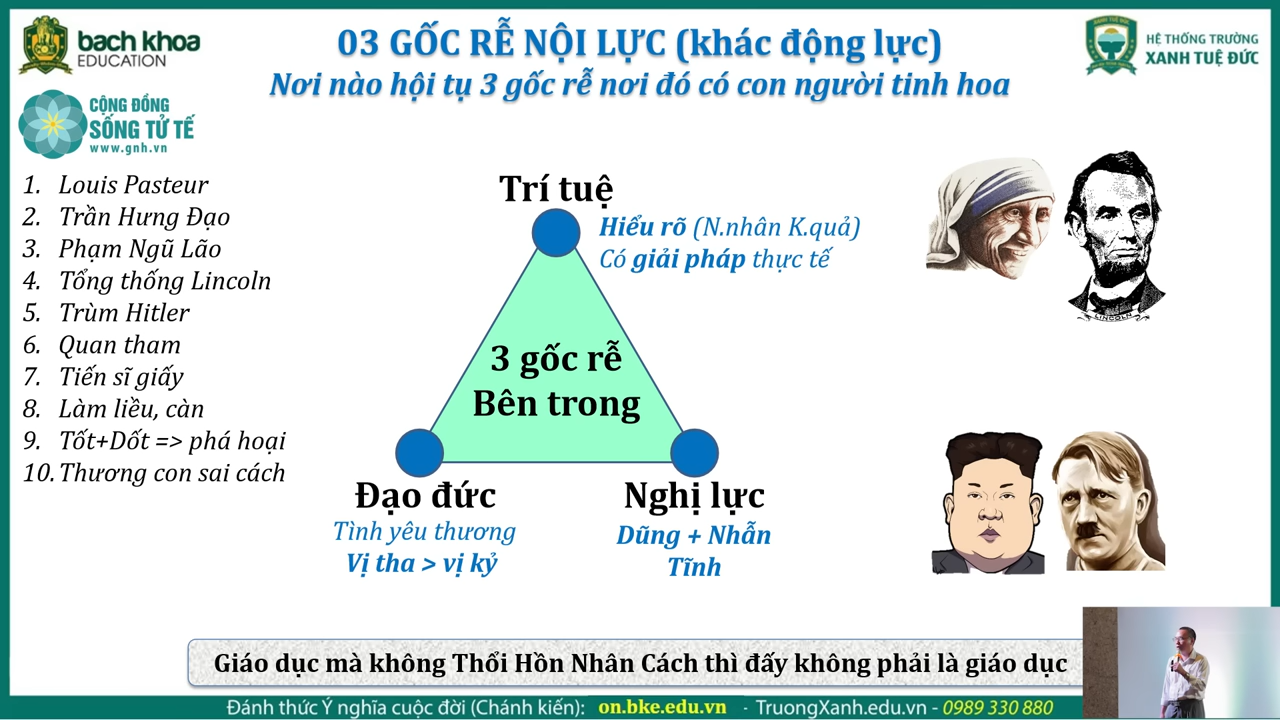 bach khoa
EDUCATION
03 GỐC RỄ NỘI LỰC (khác động lực)
Nơi nào hội tụ 3 gốc rễ nơi đó có con người tinh hoa
XANH TUỆ ĐỨC
HỆ THỐNG TRƯỜNG
XANH TUỆ ĐỨC
CỘNG ĐỒNG
SỐNG TỬ TẾ
www.gnh.vn
1. Louis Pasteur
2. Trần Hưng Đạo
3. Phạm Ngũ Lão
4. Tổng thống Lincoln
5. Trùm Hitler
6. Quan tham
7. Tiến sĩ giấy
8. Làm liều, càn
9. Tốt+Dốt => phá hoại
10. Thương con sai cách
Trí tuệ
Hiểu rõ (N.nhân K.quả)
Có giải pháp thực tế
3 gốc rễ
Bên trong
Đạo đức
Tình yêu thương
Vị tha > vị kỷ
Nghị lực
Dũng + Nhẫn
Tĩnh
LINCOLN
Giáo dục mà không Thổi Hồn Nhân Cách thì đấy không phải là giáo dục
Đánh thức Ý nghĩa cuộc đời (Chánh kiến): on.bke.edu.vn - TruongXanh.edu.vn - 0989 330 880